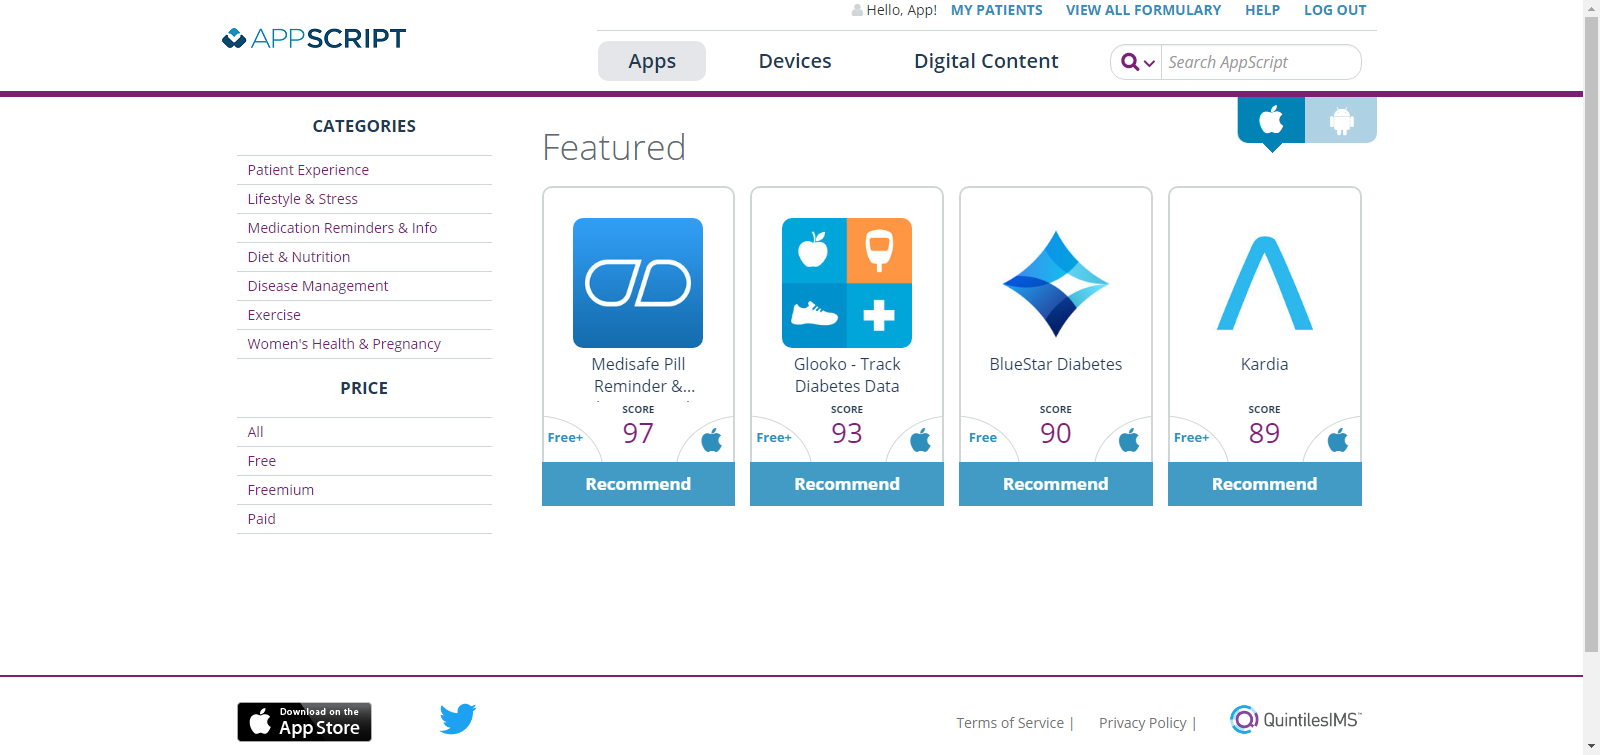 Hello, App! MY PATIENTS VIEW ALL FORMULARY HELP LOG OUT
APPSCRIPT
Apps Devices Digital Content Search AppScript
CATEGORIES
Patient Experience
Lifestyle & Stress
Medication Reminders & Info
Diet & Nutrition
Disease Management
Exercise
Women's Health & Pregnancy
PRICE
All
Free
Freemium
Paid
Featured
Medisafe Pill
Reminder &...
SCORE
Free+ 97
Recommend
Glooko - Track
Diabetes Data
SCORE
Free+ 93
Recommend
BlueStar Diabetes
SCORE
Free 90
Recommend
Kardia
SCORE
Free+ 89
Recommend
Download on the
App Store
Terms of Service | Privacy Policy | QuintilesIMS™